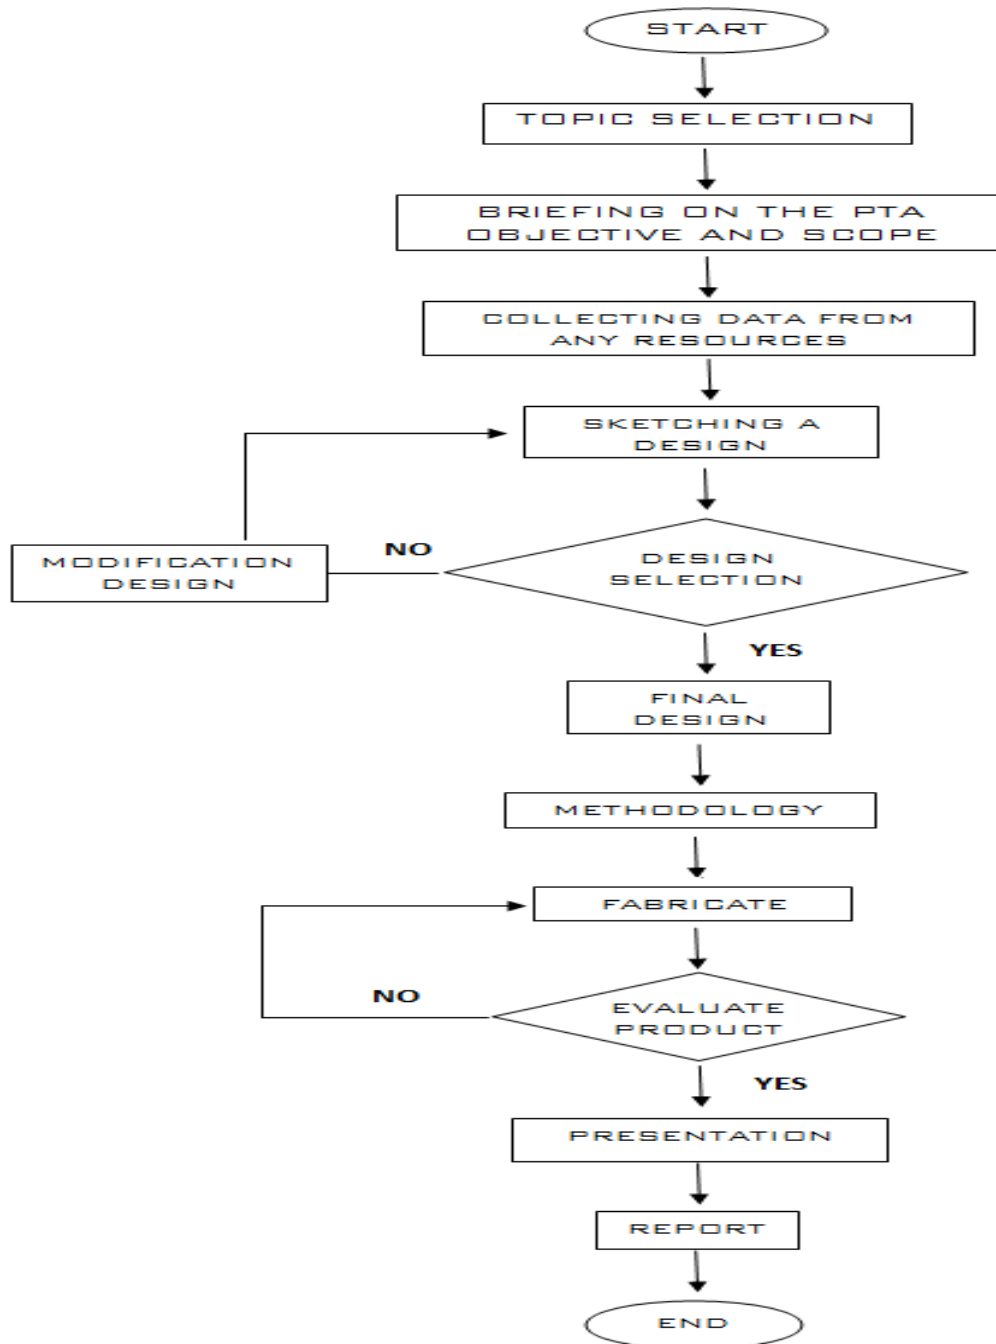 START
TOPIC SELECTION
BRIEFING ON THE PTA
OBJECTIVE AND SCOPE
COLLECTING DATA FROM
ANY RESOURCES
SKETCHING A
DESIGN
NO
MODIFICATION
DESIGN
DESIGN
SELECTION
YES
FINAL
DESIGN
METHODOLOGY
FABRICATE
NO
EVALUATE
PRODUCT
YES
PRESENTATION
REPORT
END